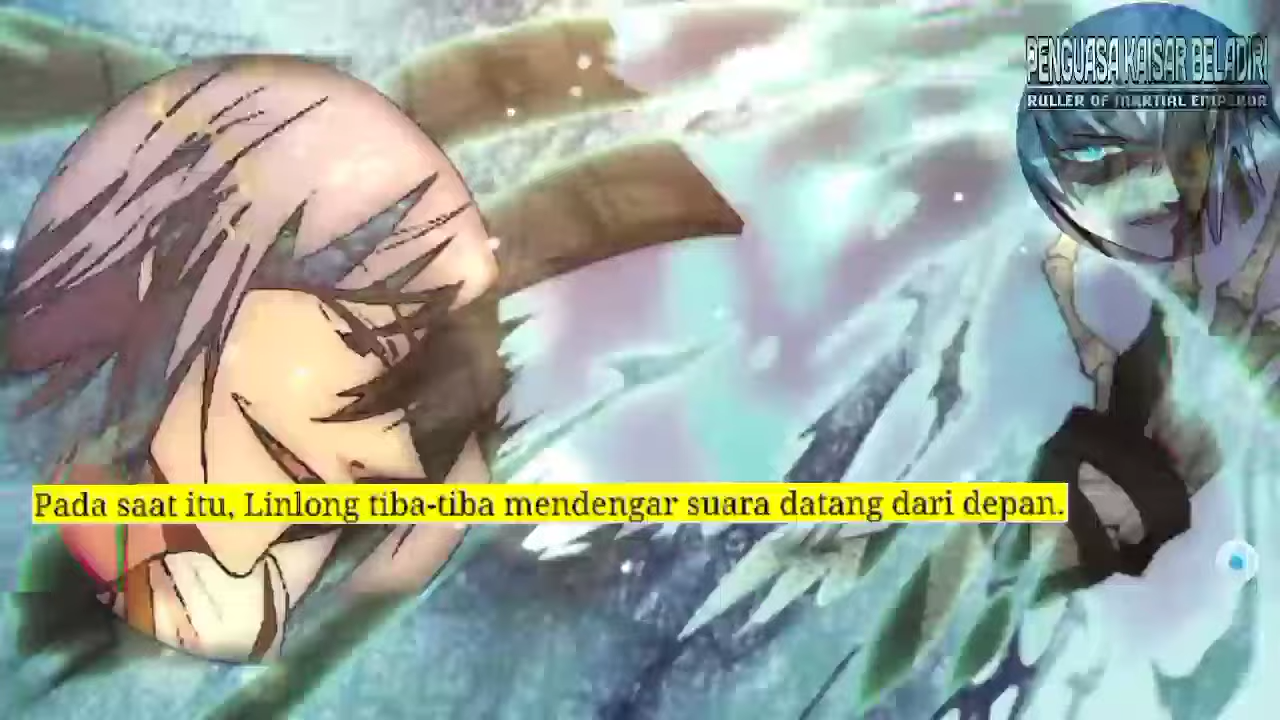 PENGUASA KAISAR BELADIRI
RULLER OF MARTIAL EMPEROR
Pada saat itu, Linlong tiba-tiba mendengar suara datang dari depan.